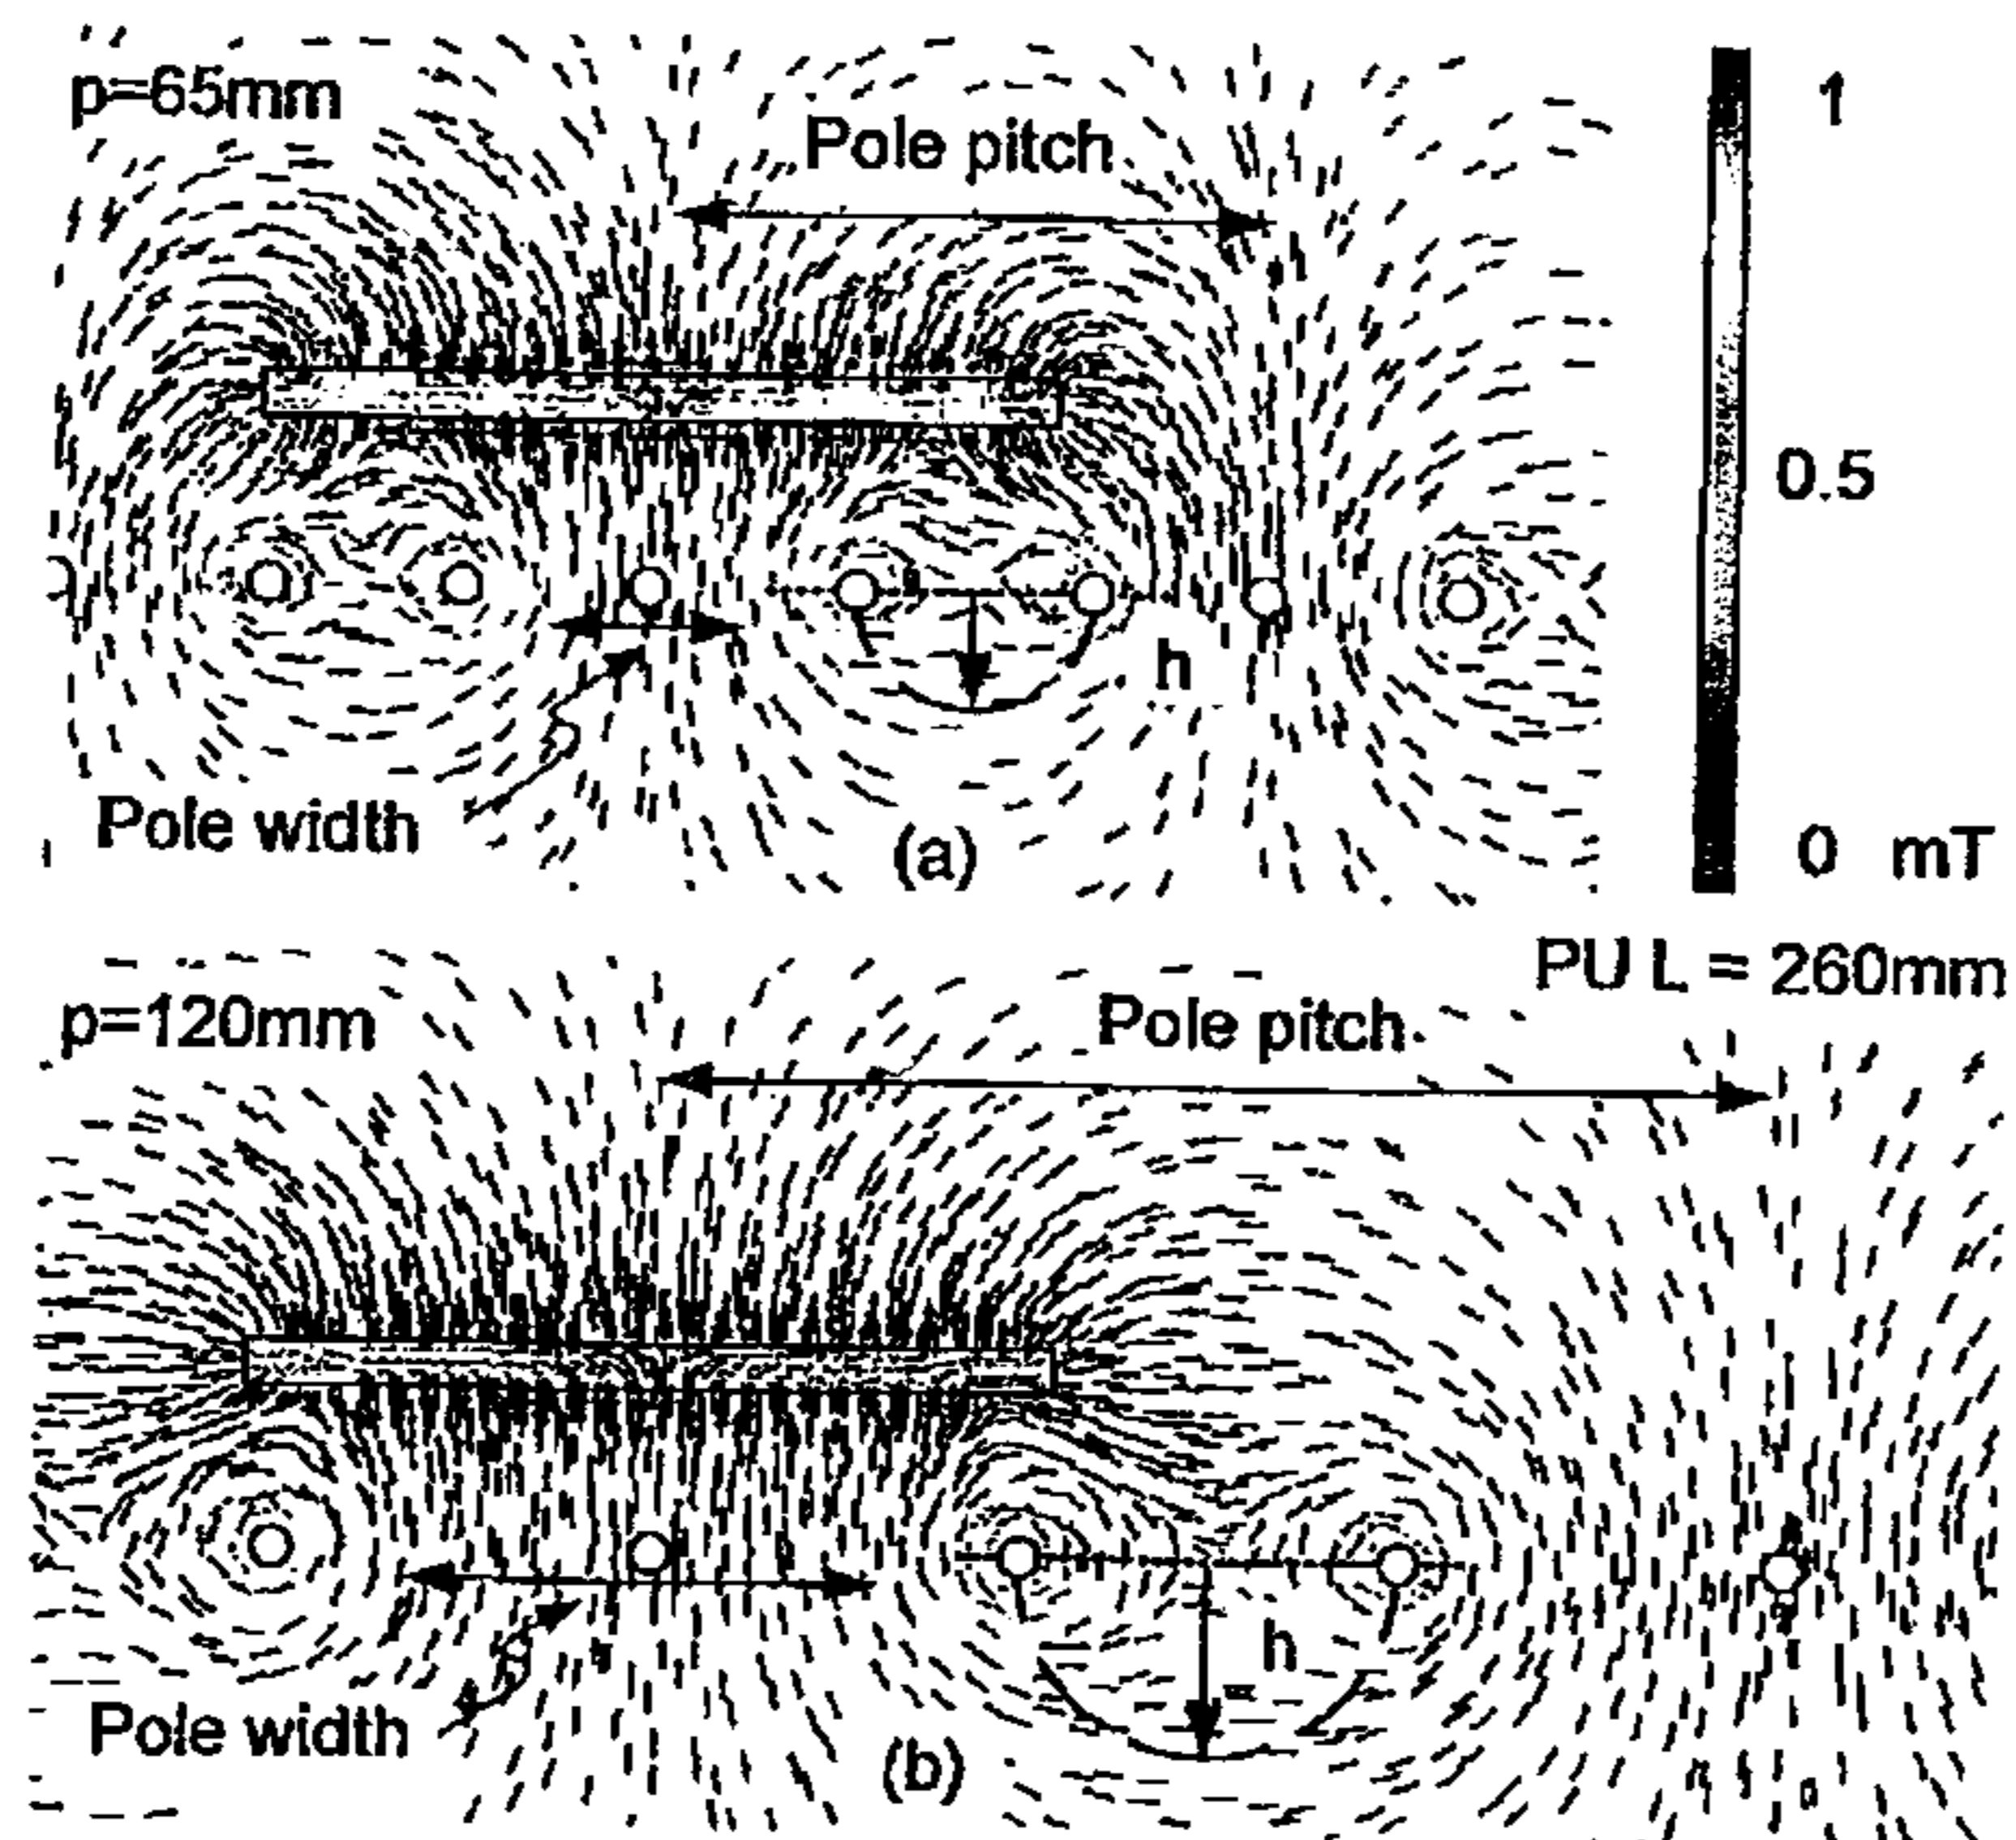 p=65mm
Pole pitch
1
0.5
h
Pole width
(a)
0 mT
PU L = 260mm
p=120mm
Pole pitch
h
Pole width
(b)